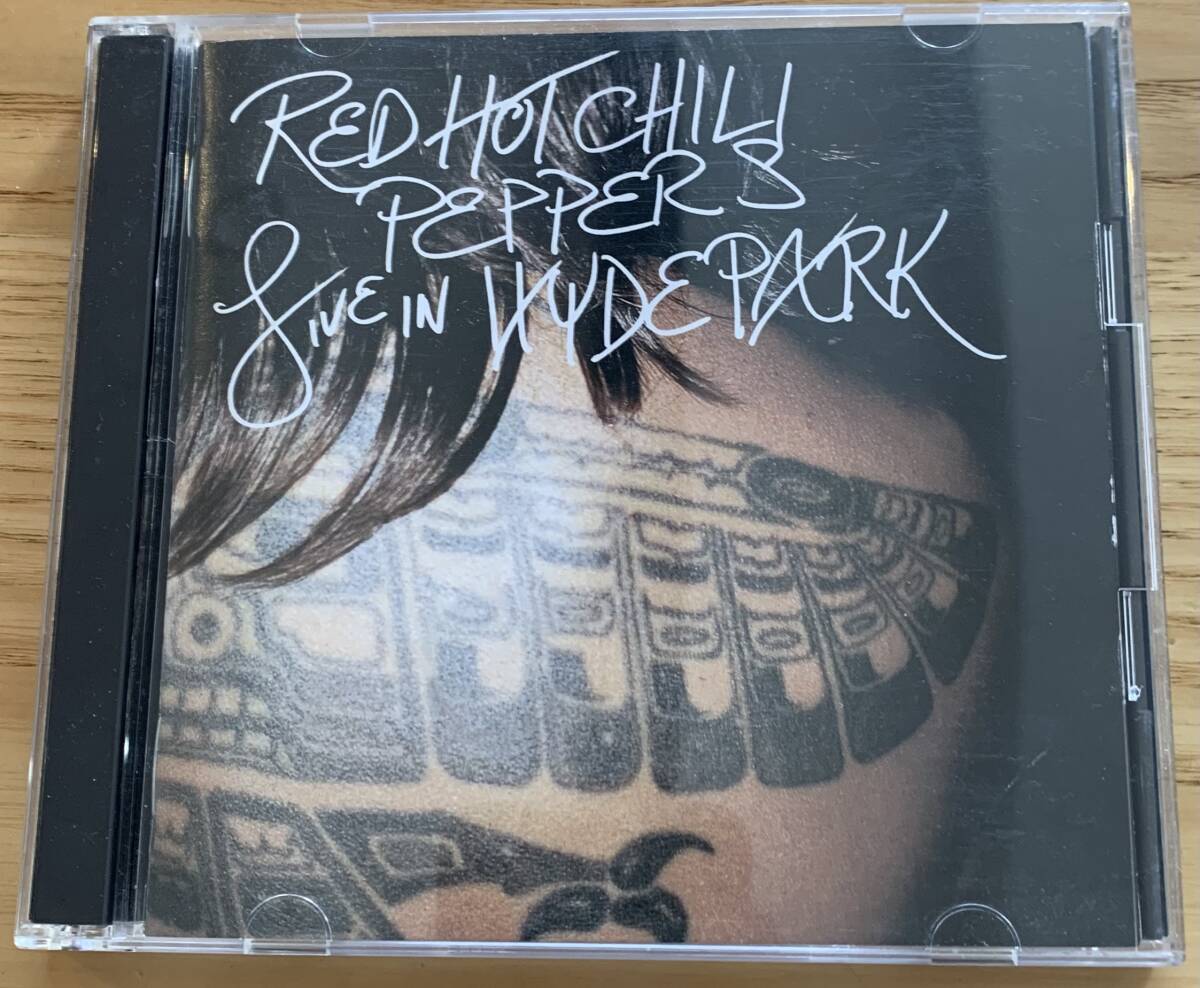 RED HOT CHILI
PEPPERS
LIVE IN HYDE PARK